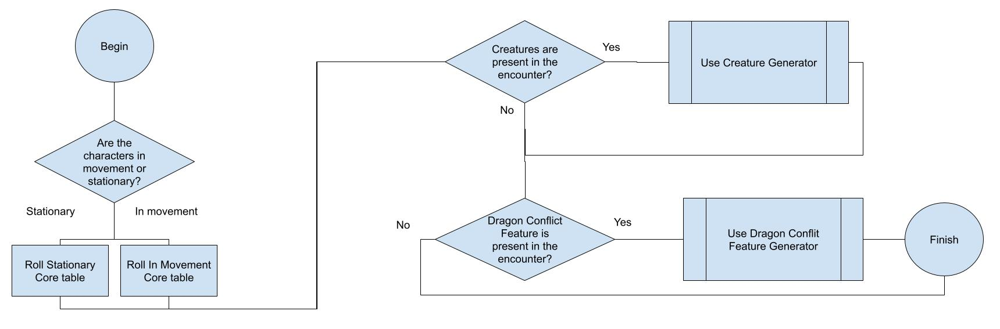 Begin
Are the
characters in
movement or
stationary?
Stationary
In movement
Roll Stationary
Core table
Roll In Movement
Core table
Creatures are
present in the
encounter?
Yes
Use Creature Generator
No
Dragon Conflict
Feature is
present in the
encounter?
No
Yes
Use Dragon Conflit
Feature Generator
Finish